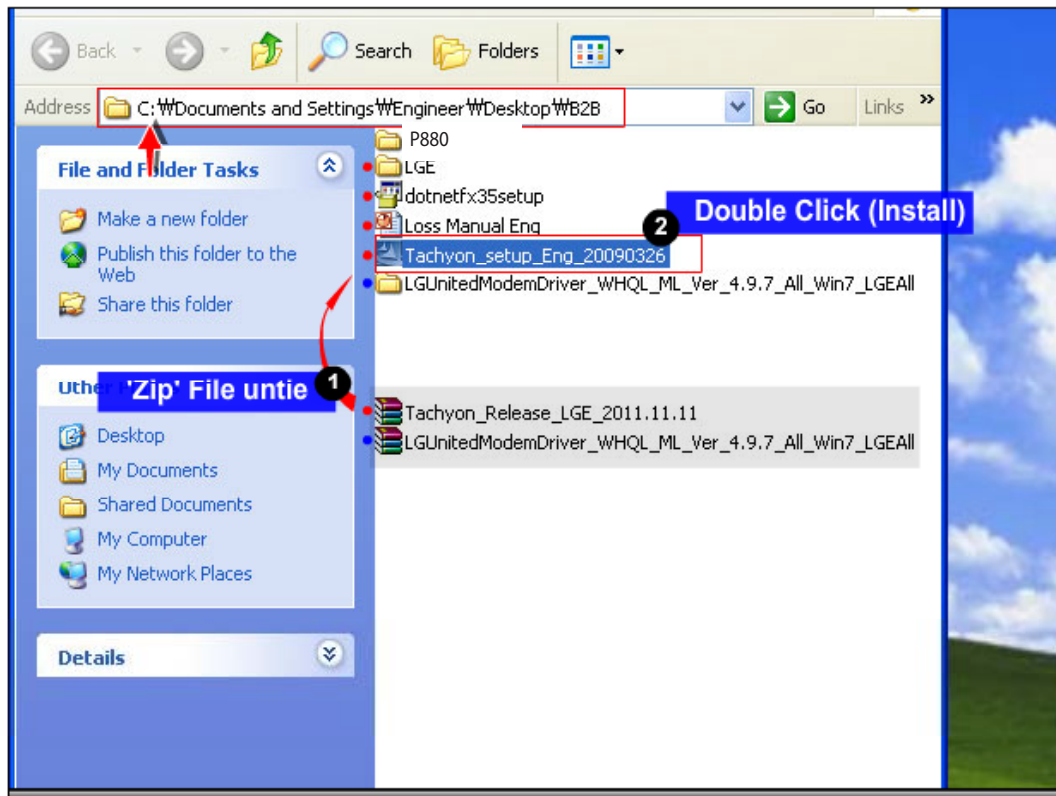 Back
Search
Folders
Address
C:₩Documents and Settings₩Engineer₩Desktop₩B2B
Go
Links
»
File and Folder Tasks
Make a new folder
Publish this folder to the
Web
Share this folder
P880
LGE
dotnetfx35setup
Loss Manual Eng
2
Double Click (Install)
Tachyon_setup_Eng_20090326
LGUnitedModemDriver_WHQL_ML_Ver_4.9.7_All_Win7_LGEAll
'Zip' File untie
1
Desktop
My Documents
Shared Documents
My Computer
My Network Places
Tachyon_Release_LGE_2011.11.11
LGUnitedModemDriver_WHQL_ML_Ver_4.9.7_All_Win7_LGEAll
Details